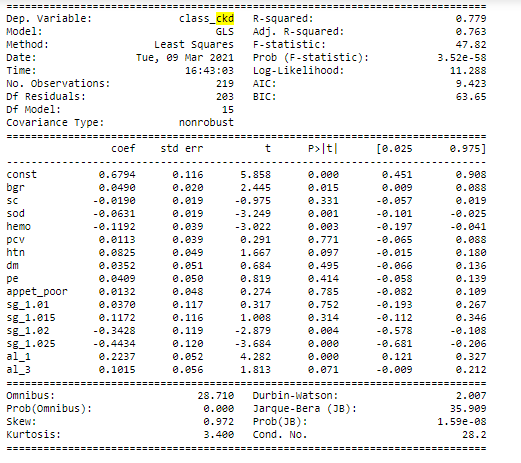 Dep. Variable: class_ckd R-squared: 0.779
Model: GLS Adj. R-squared: 0.763
Method: Least Squares F-statistic: 47.82
Date: Tue, 09 Mar 2021 Prob (F-statistic): 3.52e-58
Time: 16:43:03 Log-Likelihood: 11.288
No. Observations: 219 AIC: 9.423
Df Residuals: 203 BIC: 63.65
Df Model: 15
Covariance Type: nonrobust
coef std err t P>|t| [0.025 0.975]
const 0.6794 0.116 5.858 0.000 0.451 0.908
bgr 0.0490 0.020 2.445 0.015 0.009 0.088
sc -0.0190 0.019 -0.975 0.331 -0.057 0.019
sod -0.0631 0.019 -3.249 0.001 -0.101 -0.025
hemo -0.1192 0.039 -3.022 0.003 -0.197 -0.041
pcv 0.0113 0.039 0.291 0.771 -0.065 0.088
htn 0.0825 0.049 1.667 0.097 -0.015 0.180
dm 0.0352 0.051 0.684 0.495 -0.066 0.136
pe 0.0409 0.050 0.819 0.414 -0.058 0.139
appet_poor 0.0132 0.048 0.274 0.785 -0.082 0.109
sg_1.01 0.0370 0.117 0.317 0.752 -0.193 0.267
sg_1.015 0.1172 0.116 1.008 0.314 -0.112 0.346
sg_1.02 -0.3428 0.119 -2.879 0.004 -0.578 -0.108
sg_1.025 -0.4434 0.120 -3.684 0.000 -0.681 -0.206
al_1 0.2237 0.052 4.282 0.000 0.121 0.327
al_3 0.1015 0.056 1.813 0.071 -0.009 0.212
Omnibus: 28.710 Durbin-Watson: 2.007
Prob(Omnibus): 0.000 Jarque-Bera (JB): 35.909
Skew: 0.972 Prob(JB): 1.59e-08
Kurtosis: 3.400 Cond. No. 28.2